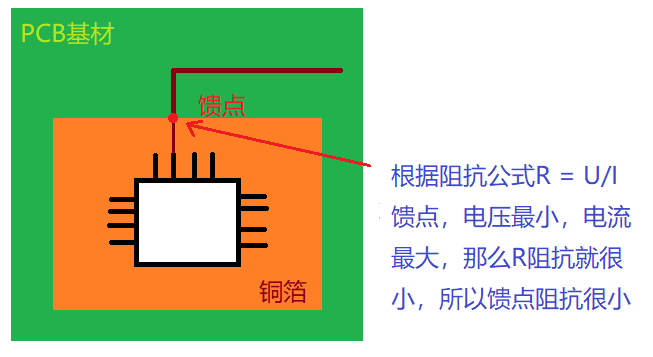 PCB基材
馈点
根据阻抗公式R = U/I
馈点，电压最小，电流
最大，那么R阻抗就很
小，所以馈点阻抗很小
铜箔